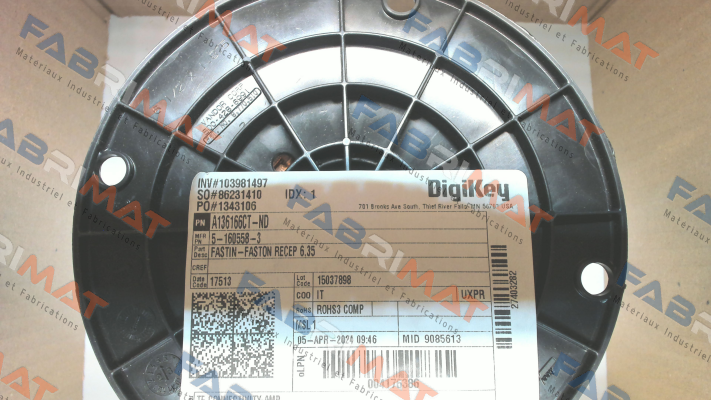 INV#103981497
SO#86231410 IDX: 1
PO#1343106
DigiKey
701 Brooks Ave South, Thief River Falls, MN 56701 USA
PN A136166CT-ND
MFR PN 5-160558-3
Part Desc FASTIN-FASTON RECEP 6.35
CREF
Date Code 17513 Lot Code 15037898
COO IT UXPR
RoHS ROHS3 COMP
MSL 1
05-APR-2024 09:46 MID 9085613
27403282
FABRIMAT
Materiaux Industriel et Fabrications